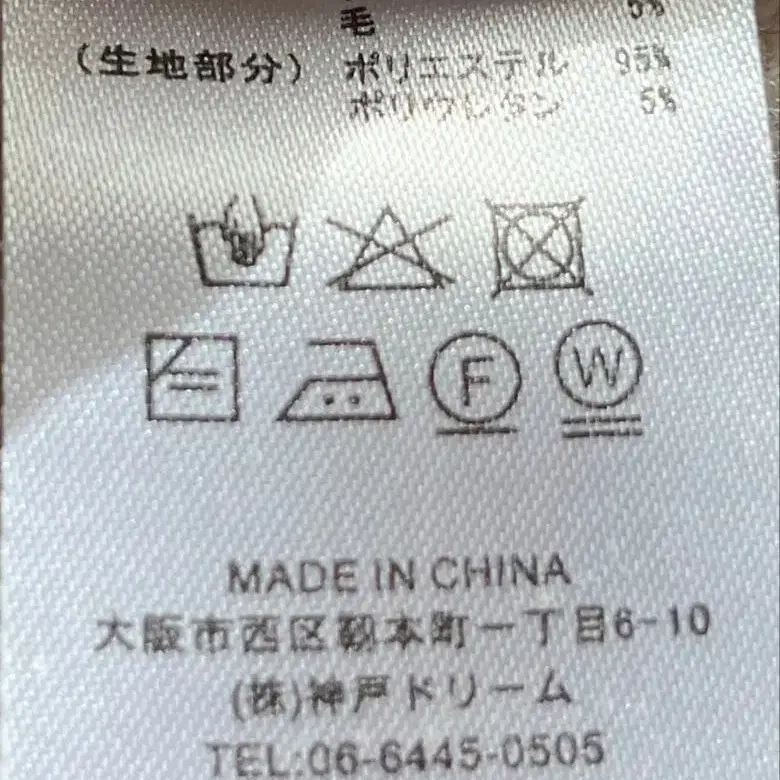 毛 5%
(生地部分) ポリエステル 95%
ポリウレタン 5%
F W
MADE IN CHINA
大阪市西区靱本町一丁目6-10
(株)神戸ドリーム
TEL:06-6445-0505